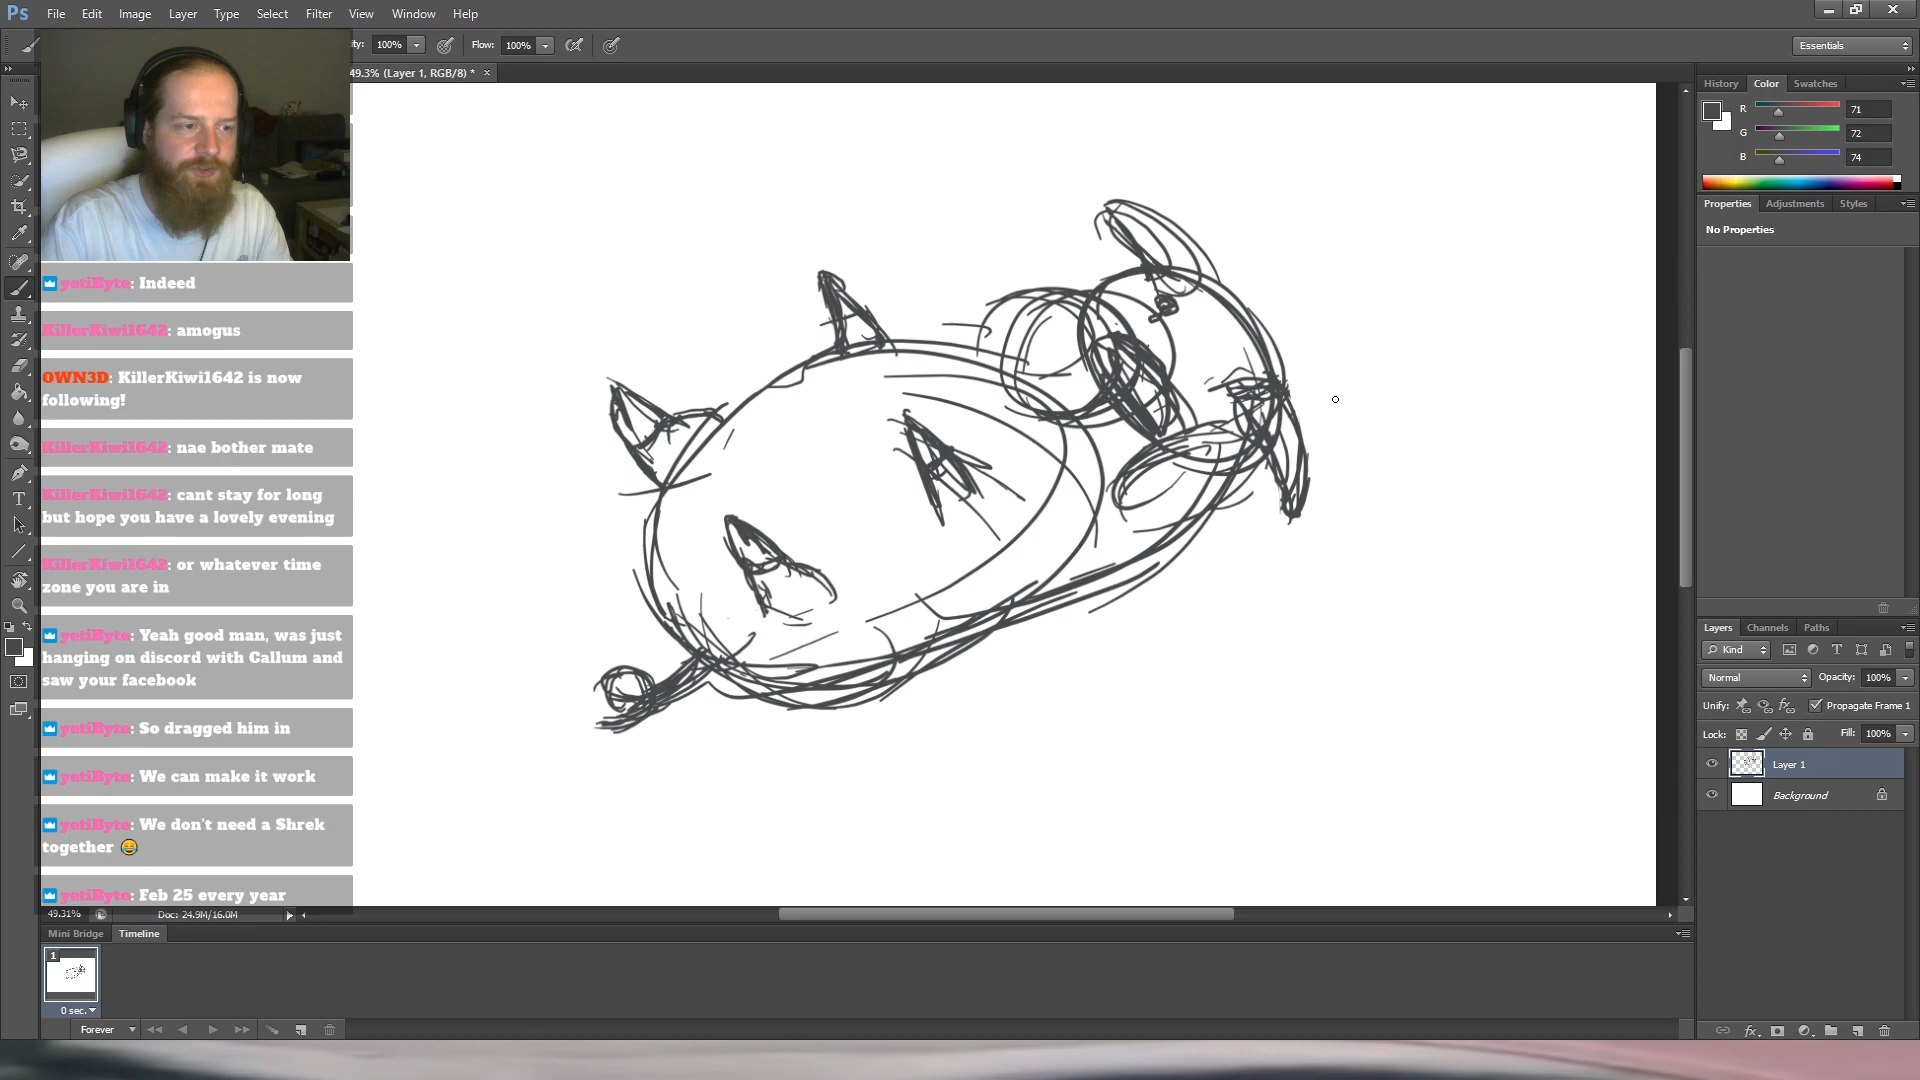 Ps File Edit Image Layer Type Select Filter View Window Help
ity: 100% Flow: 100% Essentials
49.3% (Layer 1, RGB/8) * ×
History Color Swatches
R 71
G 72
B 74
Properties Adjustments Styles
No Properties
yetiByte: Indeed
KillerKiwi1642: amogus
OWN3D: KillerKiwi1642 is now
following!
KillerKiwi1642: nae bother mate
KillerKiwi1642: cant stay for long
but hope you have a lovely evening
KillerKiwi1642: or whatever time
zone you are in
yetiByte: Yeah good man, was just
hanging on discord with Callum and
saw your facebook
yetiByte: So dragged him in
yetiByte: We can make it work
yetiByte: We don't need a Shrek
together 😂
yetiByte: Feb 25 every year
Layers Channels Paths
Kind
Normal Opacity: 100%
Unify: Propagate Frame 1
Lock: Fill: 100%
Layer 1
Background
49.31% Doc: 24.9M/16.0M
Mini Bridge Timeline
1
0 sec.
Forever